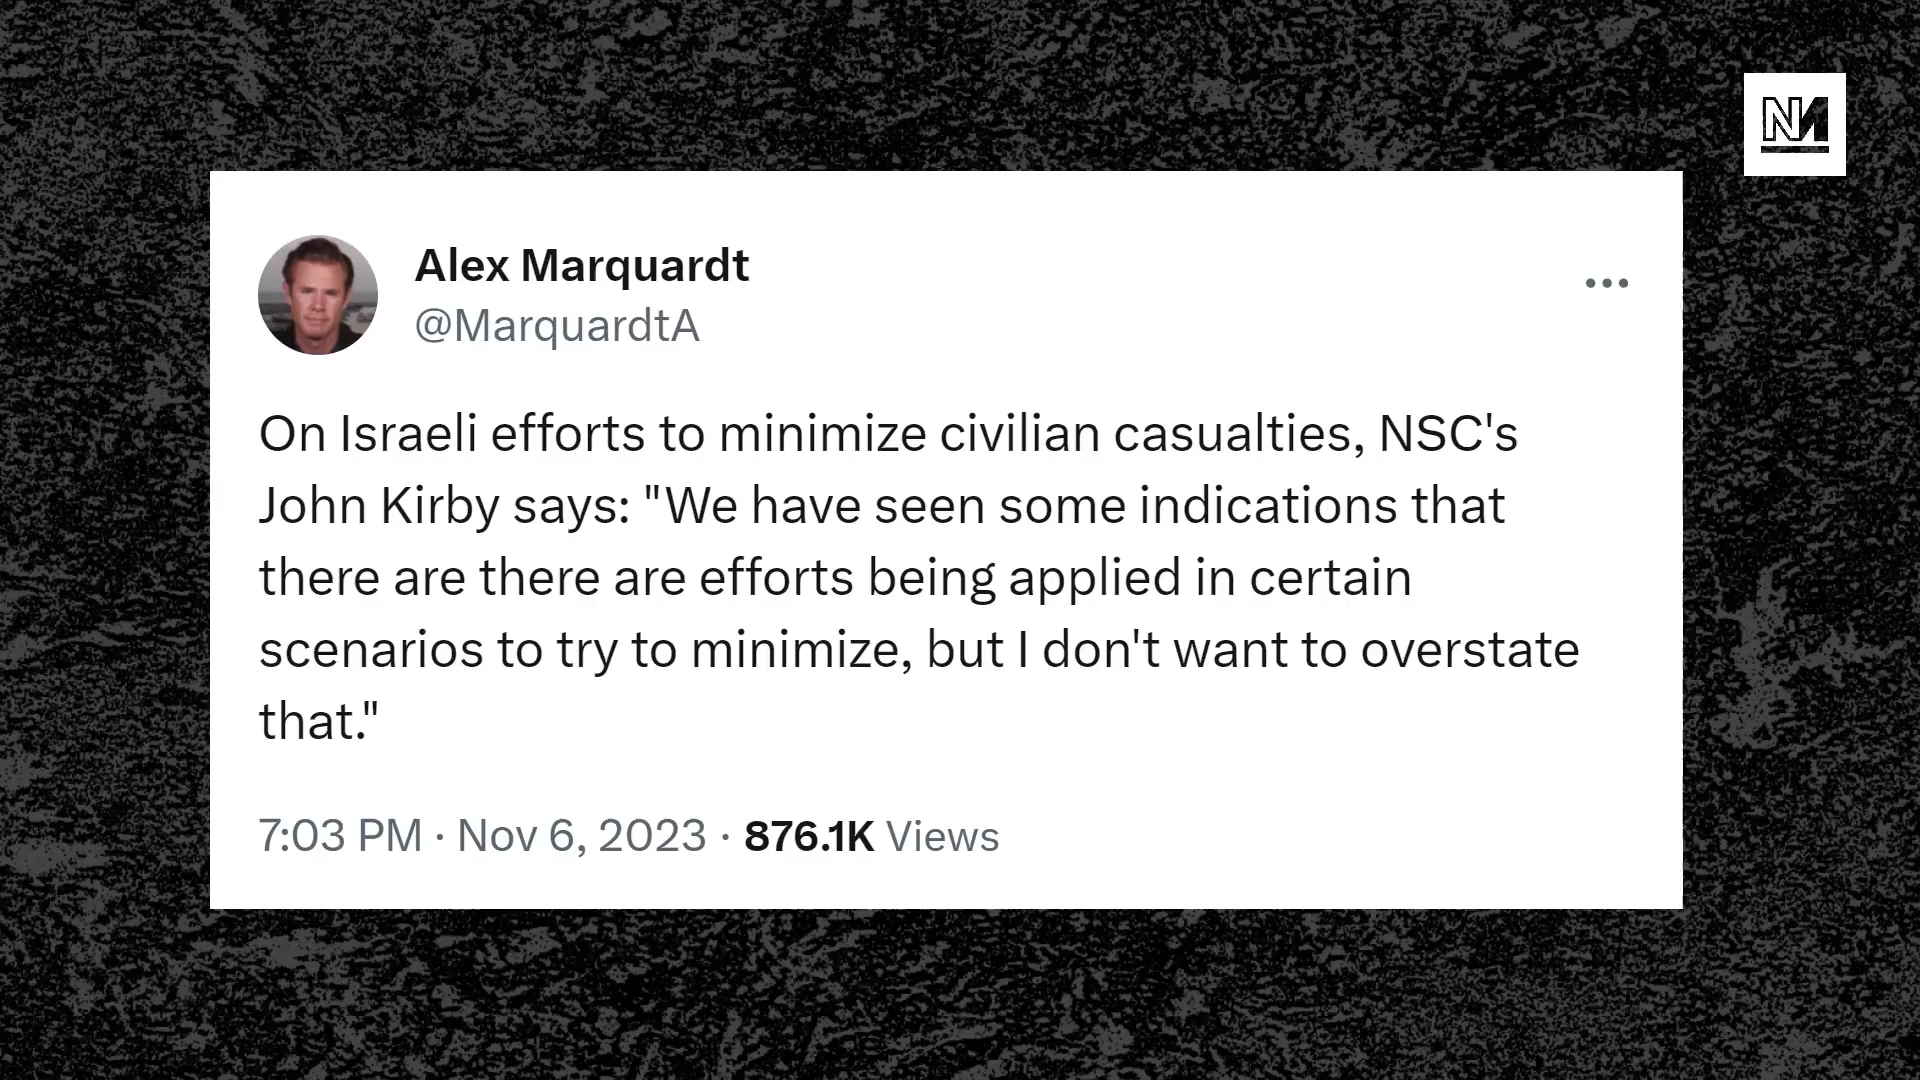 NM
Alex Marquardt
@MarquardtA
On Israeli efforts to minimize civilian casualties, NSC's
John Kirby says: "We have seen some indications that
there are there are efforts being applied in certain
scenarios to try to minimize, but I don't want to overstate
that."
7:03 PM · Nov 6, 2023 · 876.1K Views